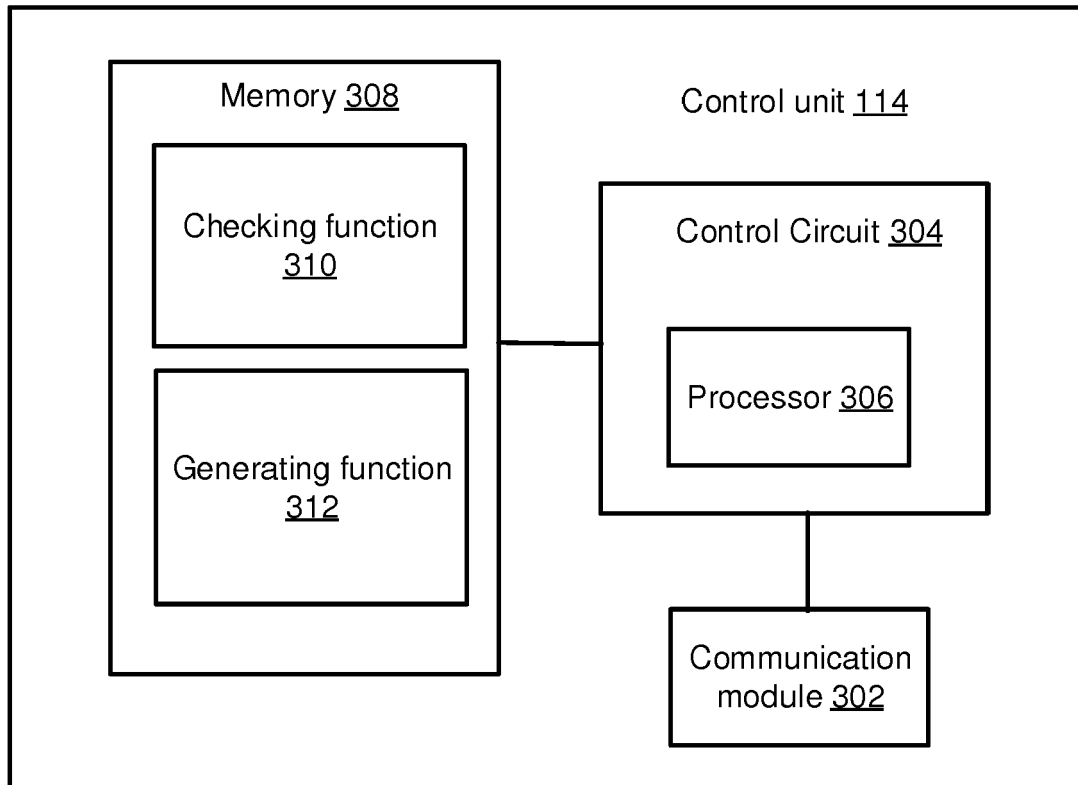 Memory 308
Checking function
310
Generating function
312
Control unit 114
Control Circuit 304
Processor 306
Communication
module 302